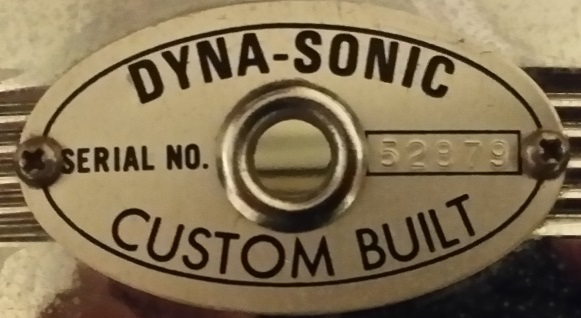 DYNA-SONIC
SERIAL NO. 52879
CUSTOM BUILT